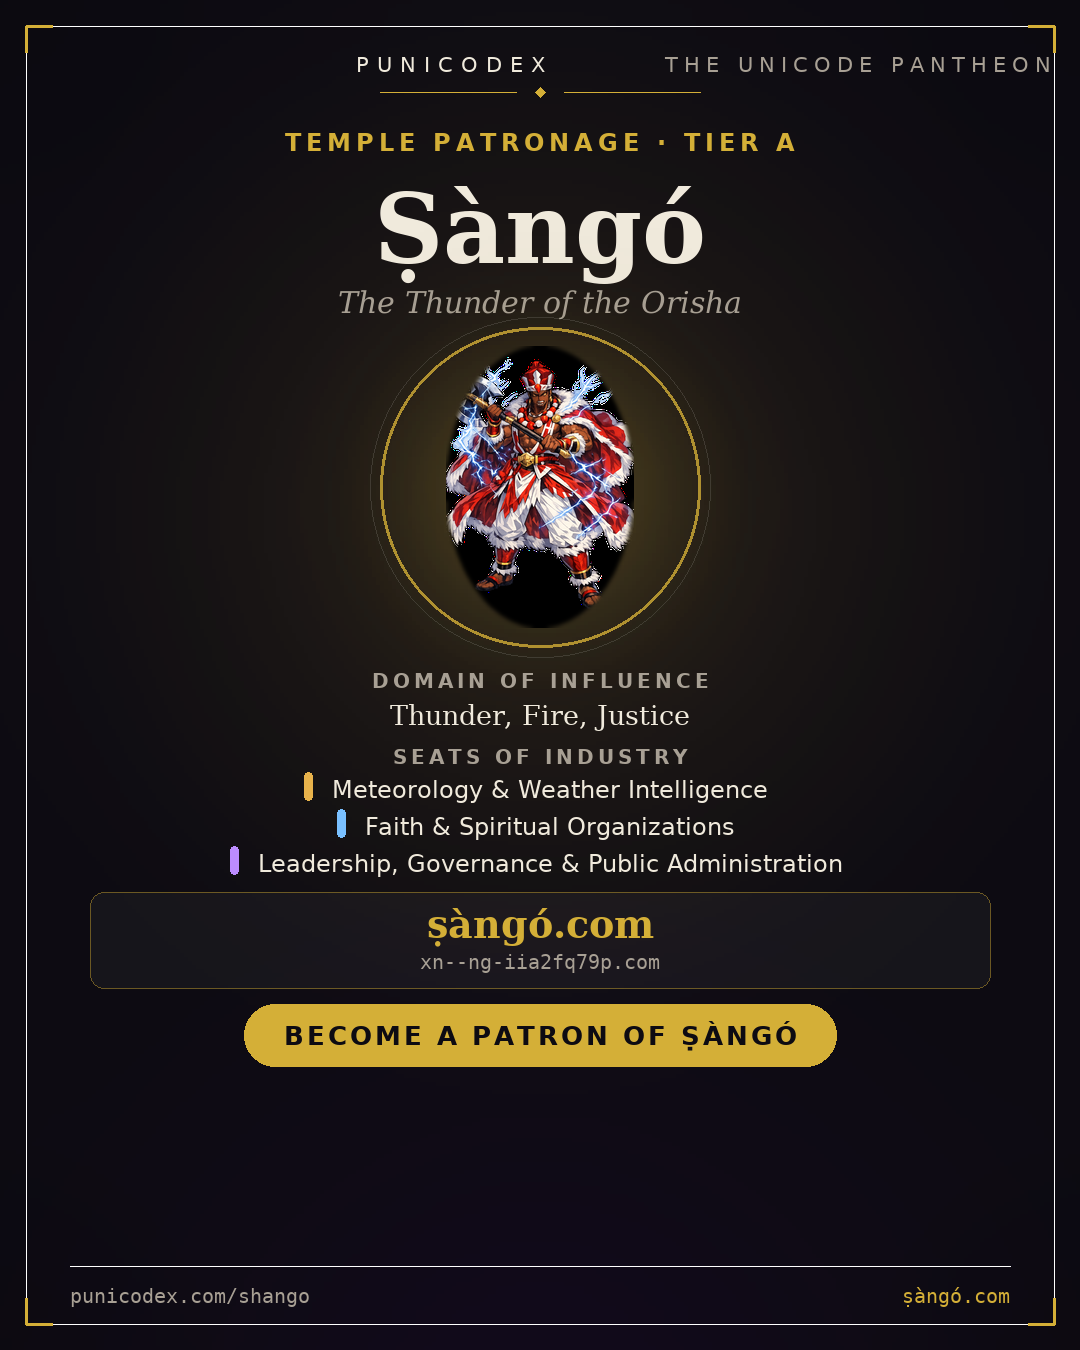 PUNICODEX THE UNICODE PANTHEON
TEMPLE PATRONAGE · TIER A
Ṣàngó
The Thunder of the Orisha
DOMAIN OF INFLUENCE
Thunder, Fire, Justice
SEATS OF INDUSTRY
Meteorology & Weather Intelligence
Faith & Spiritual Organizations
Leadership, Governance & Public Administration
ṣàngó.com
xn--ng-iia2fq79p.com
BECOME A PATRON OF ṢÀNGÓ
punicodex.com/shango ṣàngó.com